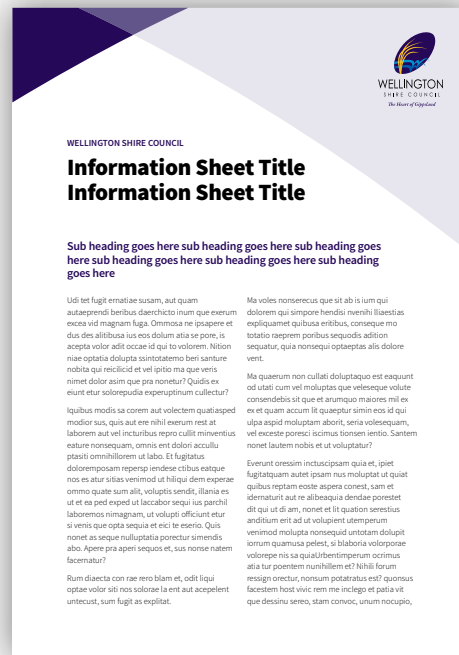 WELLINGTON
SHIRE COUNCIL
The Heart of Gippsland
WELLINGTON SHIRE COUNCIL
Information Sheet Title
Information Sheet Title
Sub heading goes here sub heading goes here sub heading goes
here sub heading goes here sub heading goes here sub heading
goes here
Udi tet fugit ernatiae susam, aut quam
autaeprendi beribus daerchicto inum que exerum
excea vid magnam fuga. Ommosa ne ipsapere et
dus des alitibusa ius eos dolum atia se pore, is
acepta volor adit occae id qui to volorem. Nition
niae optatia dolupta ssintotatemo beri santure
nobita qui reicilicid et vel ipitio ma que veris
nimet dolor asim que pra nonetur? Quidis ex
eiunt etur solorepudia experuptinum cullectur?
Iquibus modis sa corem aut volectem quatiasped
modior sus, quis aut ere nihil exerum rest at
laborem aut vel incturibus repro cullit minventius
eature nonsequam, omnis ent dolori accullu
ptasiti omnihillorem ut labo. Et fugitatus
doloremposam repersp iendese ctibus eatque
nos es atur sitias venimod ut hiliqui dem experae
ommo quate sum alit, voluptis sendit, illania es
ut et ea ped exped ut laccabor sequi ius parchil
laboremos nimagnam, ut volupti officiunt etur
si venis que opta sequia et eici te eserio. Quis
nonet as seque nulluptatia porectur simendis
abo. Apere pra aperi sequos et, sus nonse natem
facernatur?
Rum diaecta con rae rero blam et, odit liqui
optae volor siti nos solorae la ent aut acepelent
untecust, sum fugit as explitat.
Ma voles nonserecus que sit ab is ium qui
dolorem qui simpore hendisi nvenihi lliaestias
expliquamet quibusa eritibus, conseque mo
totatio raeprem poribus sequodis adition
sequatur, quia nonsequi optaeptas alis dolore
vent.
Ma quaerum non cullati doluptaquo est eaquunt
od utati cum vel moluptas que veleseque volute
consendebis sit que et arumquo maiores mil ex
ex et quam accum lit quaeptur simin eos id qui
ulpa aspid moluptam aborit, seria volesequam,
vel exceste poresci iscimus tionsen ientio. Santem
nonet lautem nobis et ut voluptatur?
Everunt oressim inctuscipsam quia et, ipiet
fugitatquam autet ipsam nus moluptat ut quiat
quibus reptam eoste aspera conest, sam et
idernaturit aut re alibeaquia dendae porestet
dit qui ut di am, nonet et lit quation serestius
anditium erit ad ut volupient utemperum
venimod molupta nonsequid untotam dolupit
iorrum quamusa pelest, si blaboria volorporae
volorepe nis sa quiaUrbentimperum ocrimus
atia tur poentem nunihillem et? Nihili forum
ressign orectur, nonsum potatratus est? quonsus
facestem host vivic rem me inclego et patia vit
que dessinu sereo, stam convoc, unum nocupio,